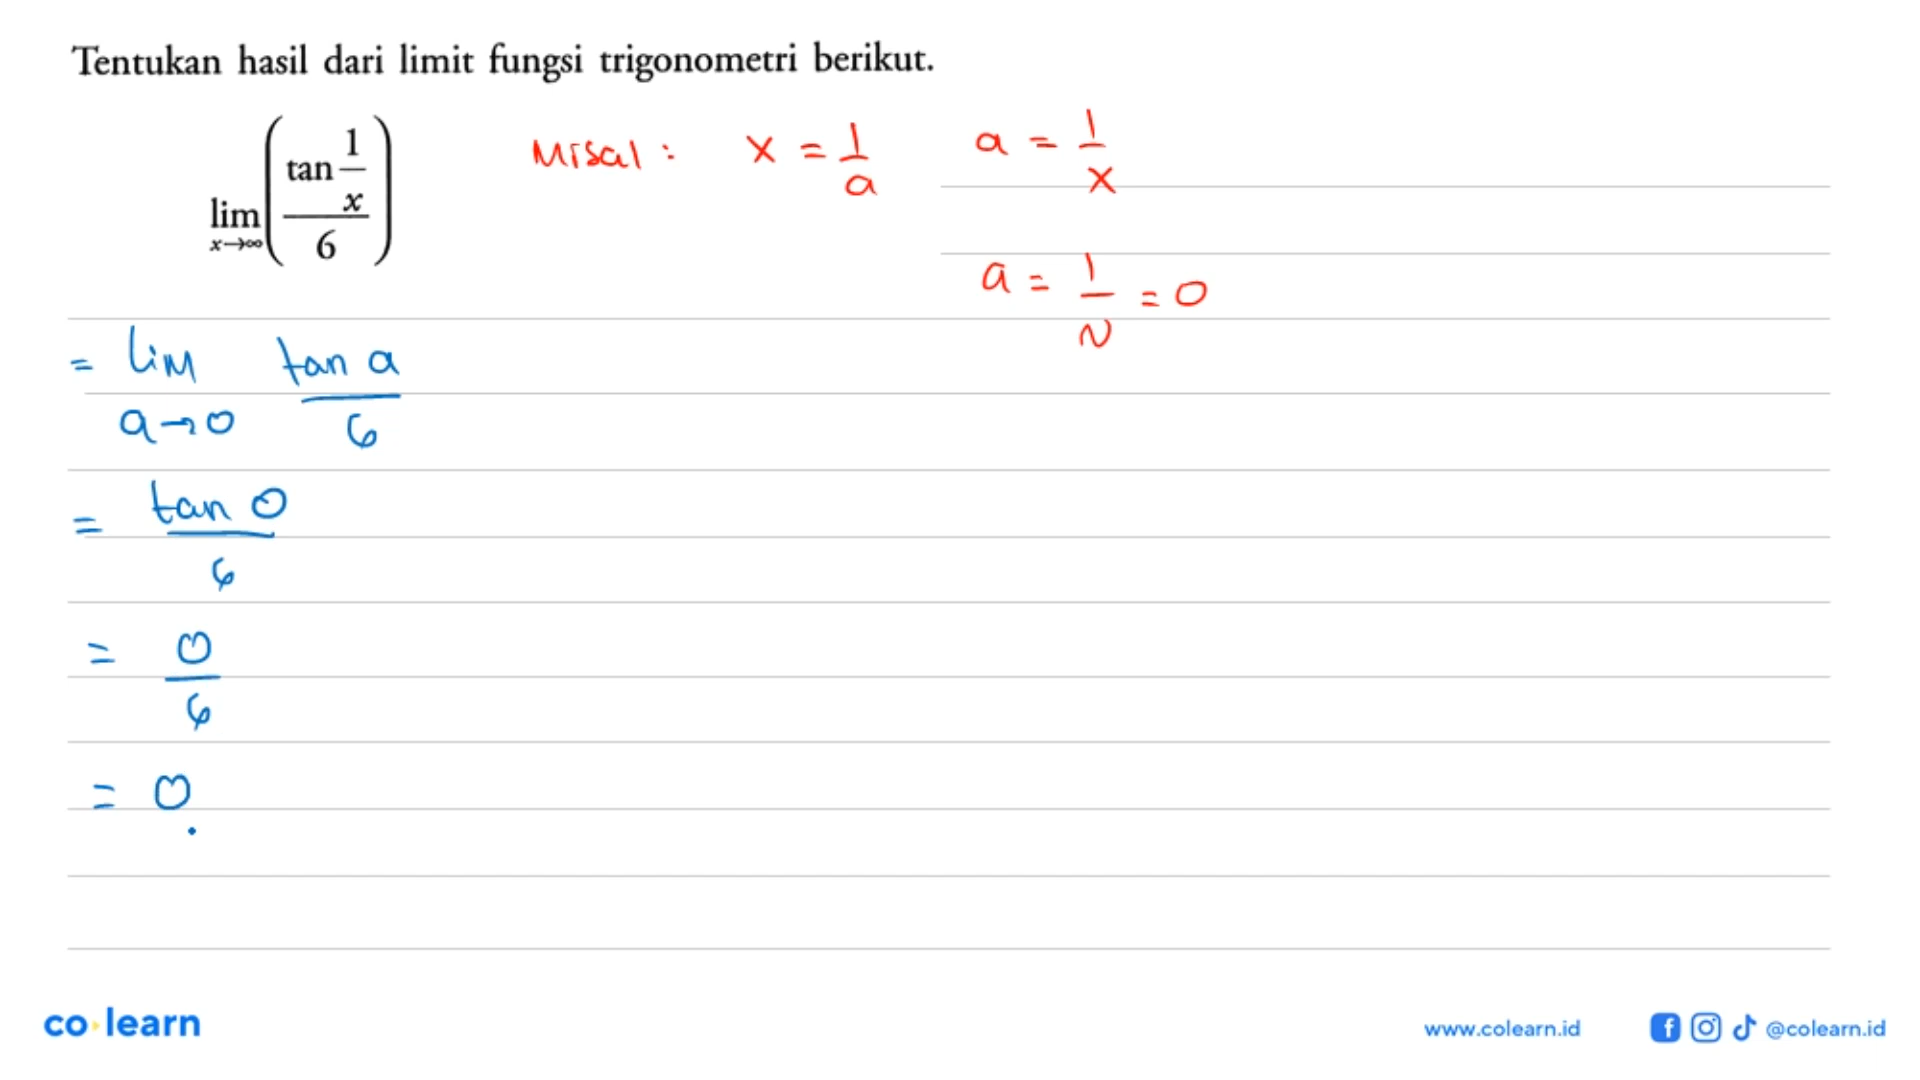 Tentukan hasil dari limit fungsi trigonometri berikut.
lim x→∞ (tan 1/x / 6)
Misal : x = 1/a a = 1/x
a = 1/~ = 0
= lim a→0 tan a / 6
= tan 0 / 6
= 0/6
= 0.
co learn
www.colearn.id
@colearn.id